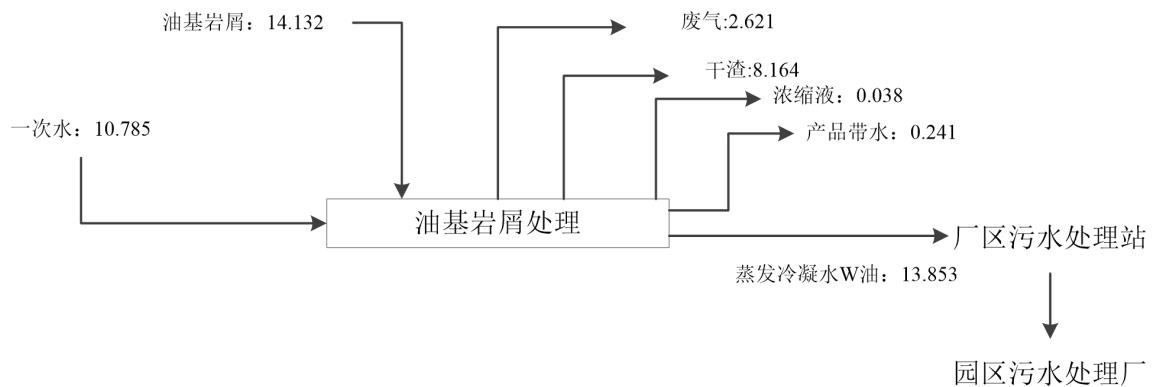 油基岩屑：14.132
废气:2.621
干渣:8.164
浓缩液：0.038
一次水：10.785
产品带水：0.241
油基岩屑处理
厂区污水处理站
蒸发冷凝水W油：13.853
园区污水处理厂